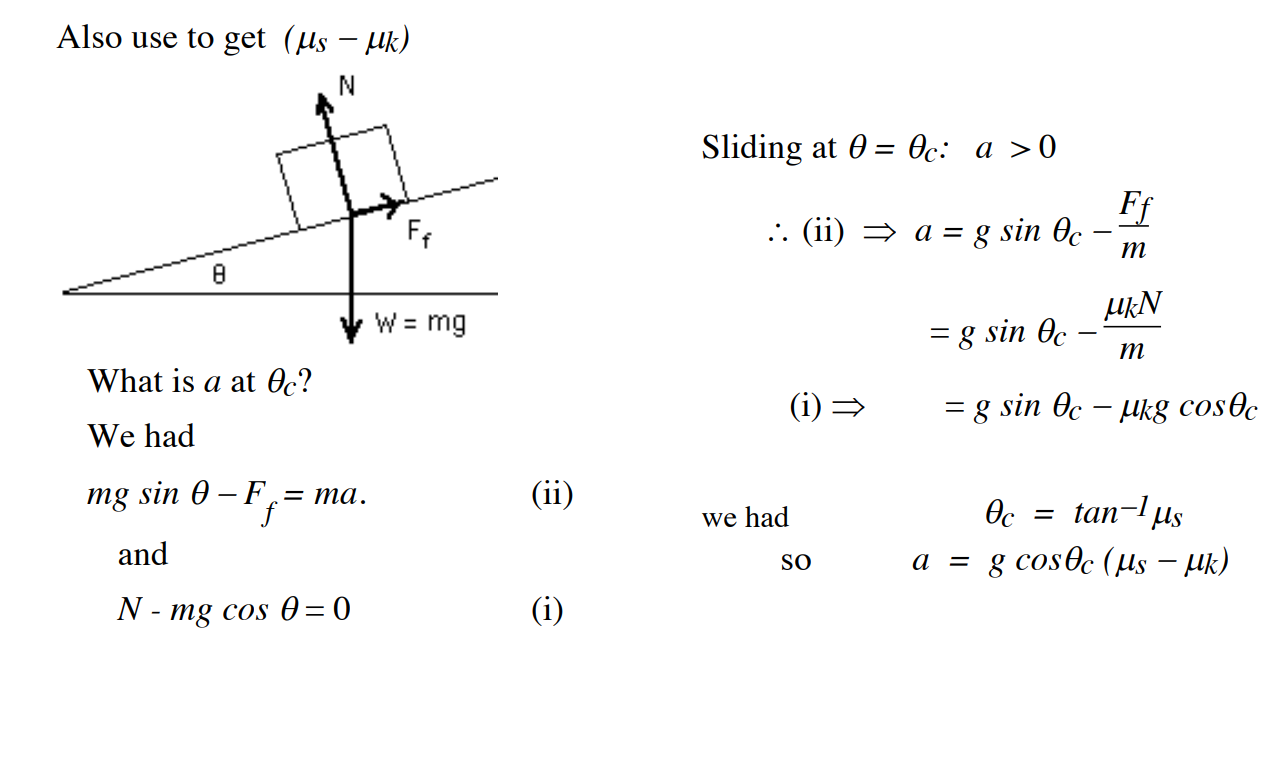 Also use to get (μs – μk)
N
Ff
θ
W = mg
What is a at θc?
We had
mg sin θ – Ff = ma. (ii)
and
N - mg cos θ = 0 (i)
Sliding at θ = θc: a > 0
∴ (ii) ⇒ a = g sin θc – Ff/m
= g sin θc – μkN/m
(i) ⇒ = g sin θc – μkg cosθc
we had θc = tan–1μs
so a = g cosθc (μs – μk)